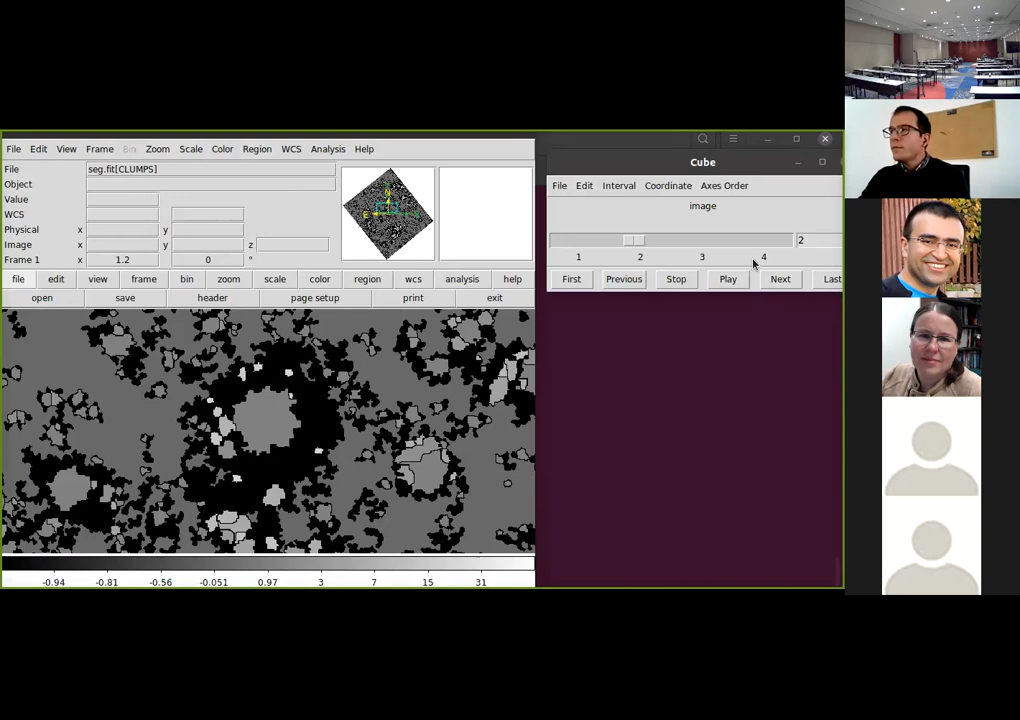 File Edit View Frame Bin Zoom Scale Color Region WCS Analysis Help
File seg.fit[CLUMPS]
Object
Value
WCS
Physical x y
Image x y z
Frame 1 x 1.2 0 °
N
E
file edit view frame bin zoom scale color region wcs analysis help
open save header page setup print exit
-0.94 -0.81 -0.56 -0.051 0.97 3 7 15 31
Cube
File Edit Interval Coordinate Axes Order
image
2
1 2 3 4
First Previous Stop Play Next Last